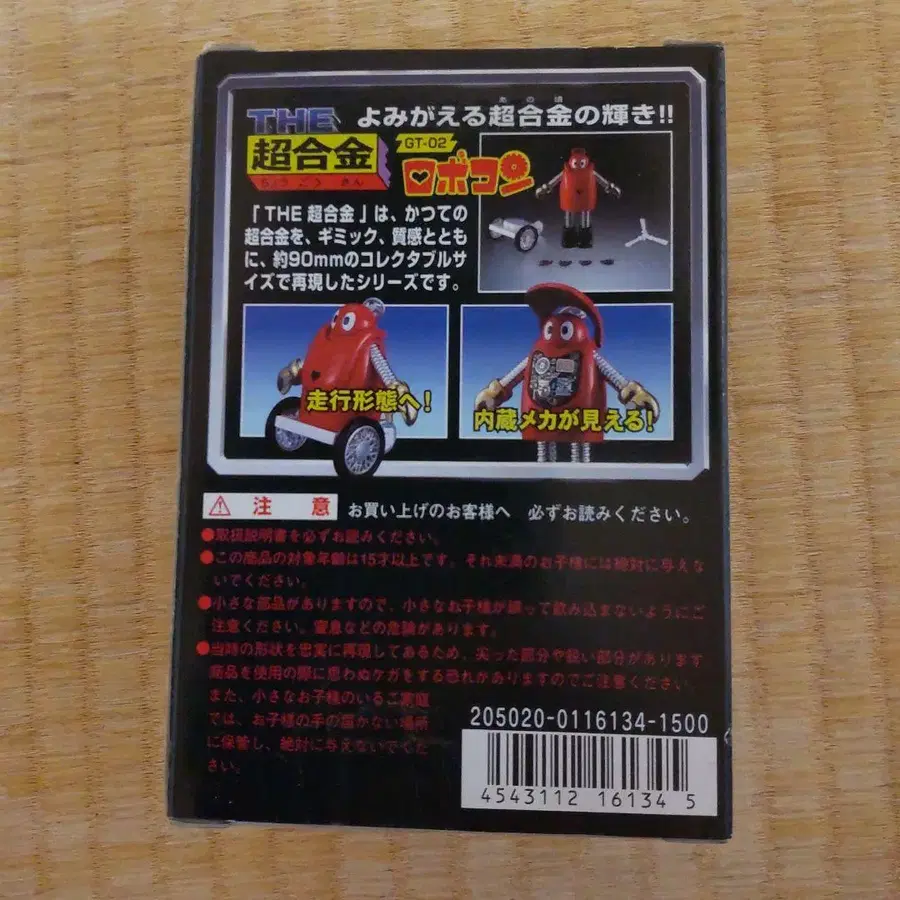 THE
超合金
ちょうごうきん
あの頃
よみがえる超合金の輝き!!
GT-02
ロボコン
「THE 超合金」は、かつての
超合金を、ギミック、質感ととも
に、約90mmのコレクタブルサ
イズで再現したシリーズです。
走行形態へ!
内蔵メカが見える!
⚠注意 お買い上げのお客様へ 必ずお読みください。
●取扱説明書を必ずお読みください。
●この商品の対象年齢は15才以上です。それ未満のお子様には絶対に与えな
いでください。
●小さな部品がありますので、小さなお子様が誤って飲み込まないようにご
注意ください。窒息などの危険があります。
●当時の形状を忠実に再現してあるため、尖った部分や鋭い部分があります。
商品を使用の際に思わぬケガをする恐れがありますのでご注意ください。
また、小さなお子様のいるご家庭
では、お子様の手の届かない場所
に保管し、絶対に与えないでくだ
さい。
205020-0116134-1500
4543112 16134 5